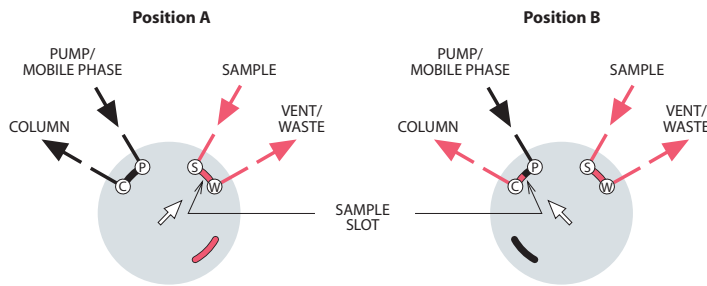 Position A
PUMP/
MOBILE PHASE
SAMPLE
VENT/
WASTE
COLUMN
P
S
C
W
SAMPLE
SLOT
Position B
PUMP/
MOBILE PHASE
SAMPLE
VENT/
WASTE
COLUMN
P
S
C
W